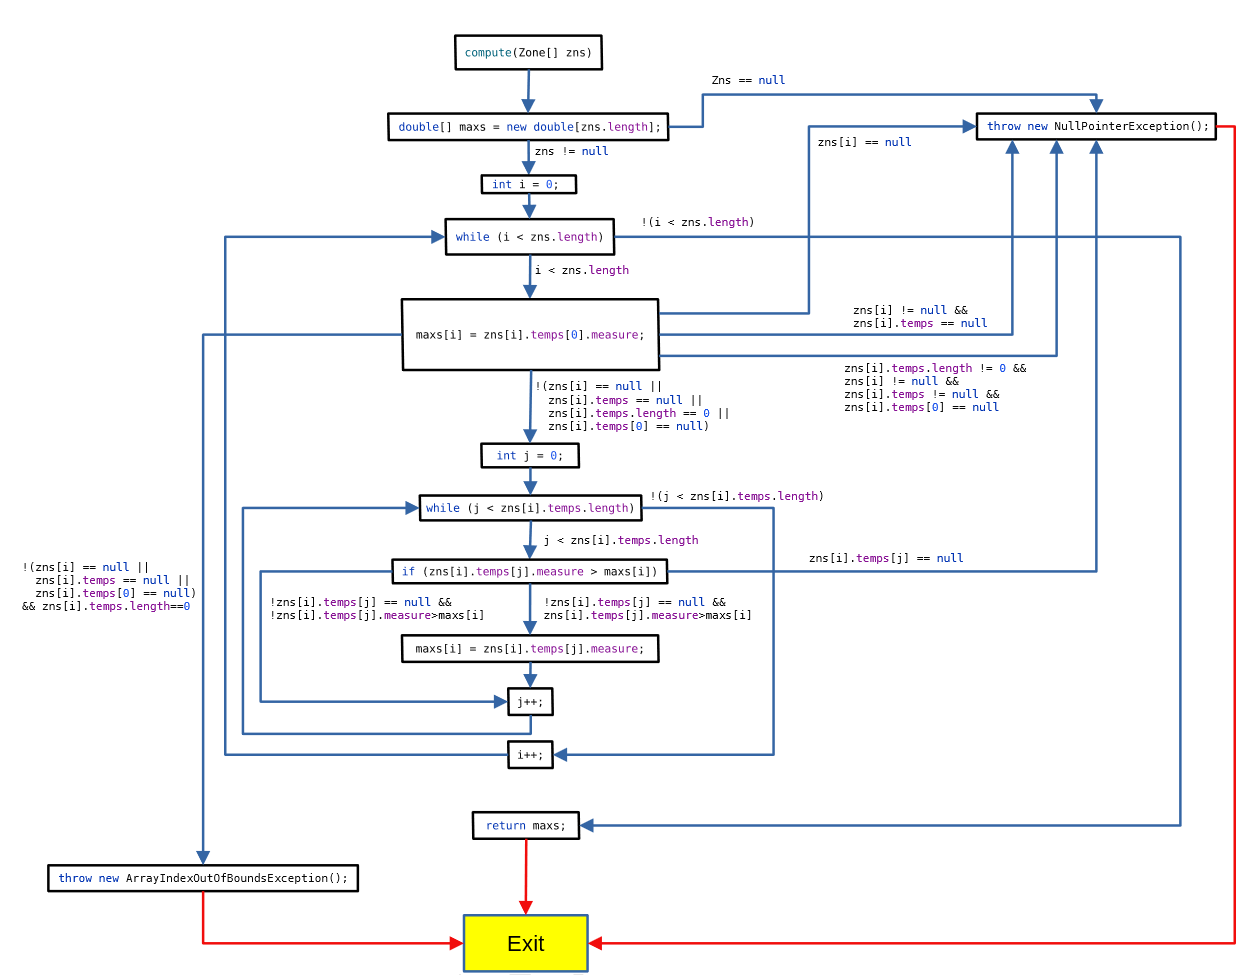 compute(Zone[] zns)
Zns == null
double[] maxs = new double[zns.length];
throw new NullPointerException();
zns != null
zns[i] == null
int i = 0;
!(i < zns.length)
while (i < zns.length)
i < zns.length
zns[i] != null &&
zns[i].temps == null
maxs[i] = zns[i].temps[0].measure;
zns[i].temps.length != 0 &&
zns[i] != null &&
zns[i].temps != null &&
zns[i].temps[0] == null
!(zns[i] == null ||
zns[i].temps == null ||
zns[i].temps.length == 0 ||
zns[i].temps[0] == null)
int j = 0;
!(j < zns[i].temps.length)
while (j < zns[i].temps.length)
j < zns[i].temps.length
zns[i].temps[j] == null
if (zns[i].temps[j].measure > maxs[i])
!(zns[i] == null ||
zns[i].temps == null ||
zns[i].temps[0] == null)
&& zns[i].temps.length==0
!zns[i].temps[j] == null &&
!zns[i].temps[j].measure>maxs[i]
!zns[i].temps[j] == null &&
zns[i].temps[j].measure>maxs[i]
maxs[i] = zns[i].temps[j].measure;
j++;
i++;
return maxs;
throw new ArrayIndexOutOfBoundsException();
Exit